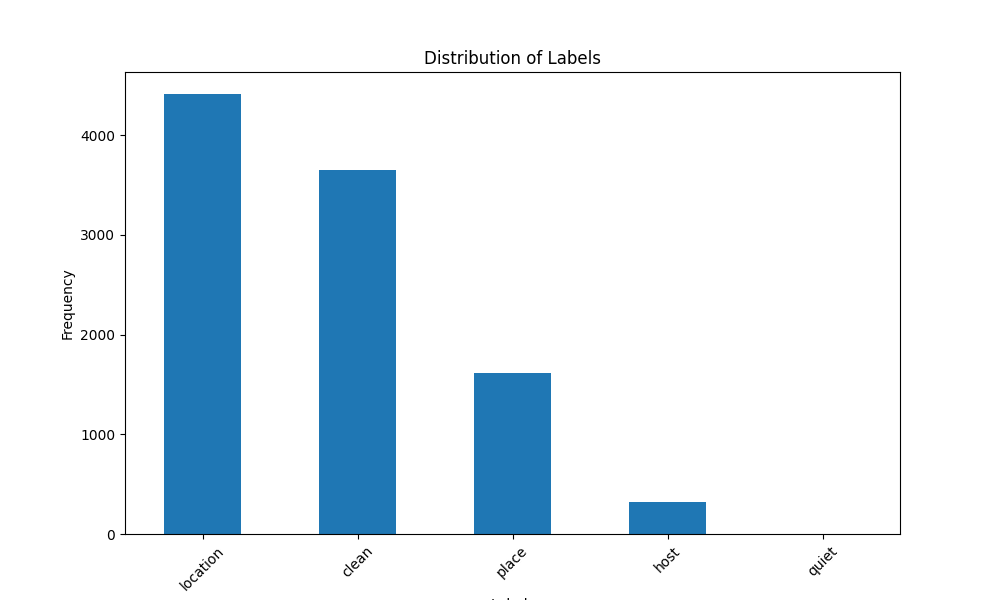 Distribution of Labels
Frequency
4000
3000
2000
1000
0
location
clean
place
host
quiet